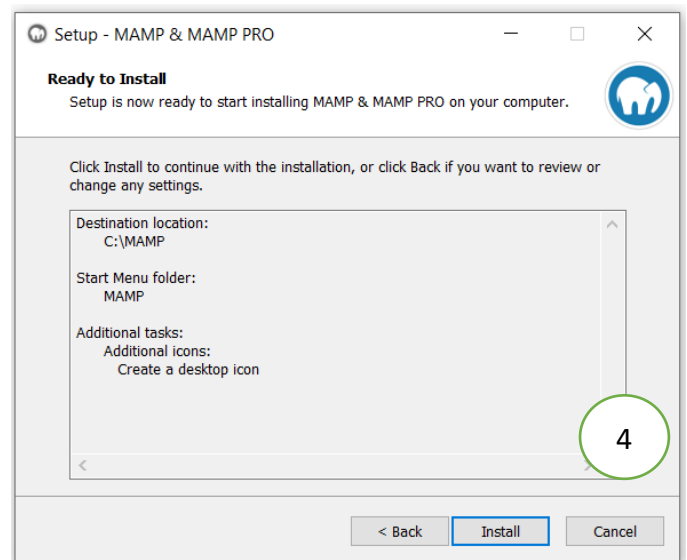 Setup - MAMP & MAMP PRO
Ready to Install
Setup is now ready to start installing MAMP & MAMP PRO on your computer.
Click Install to continue with the installation, or click Back if you want to review or
change any settings.
Destination location:
C:\MAMP
Start Menu folder:
MAMP
Additional tasks:
Additional icons:
Create a desktop icon
4
< Back
Install
Cancel